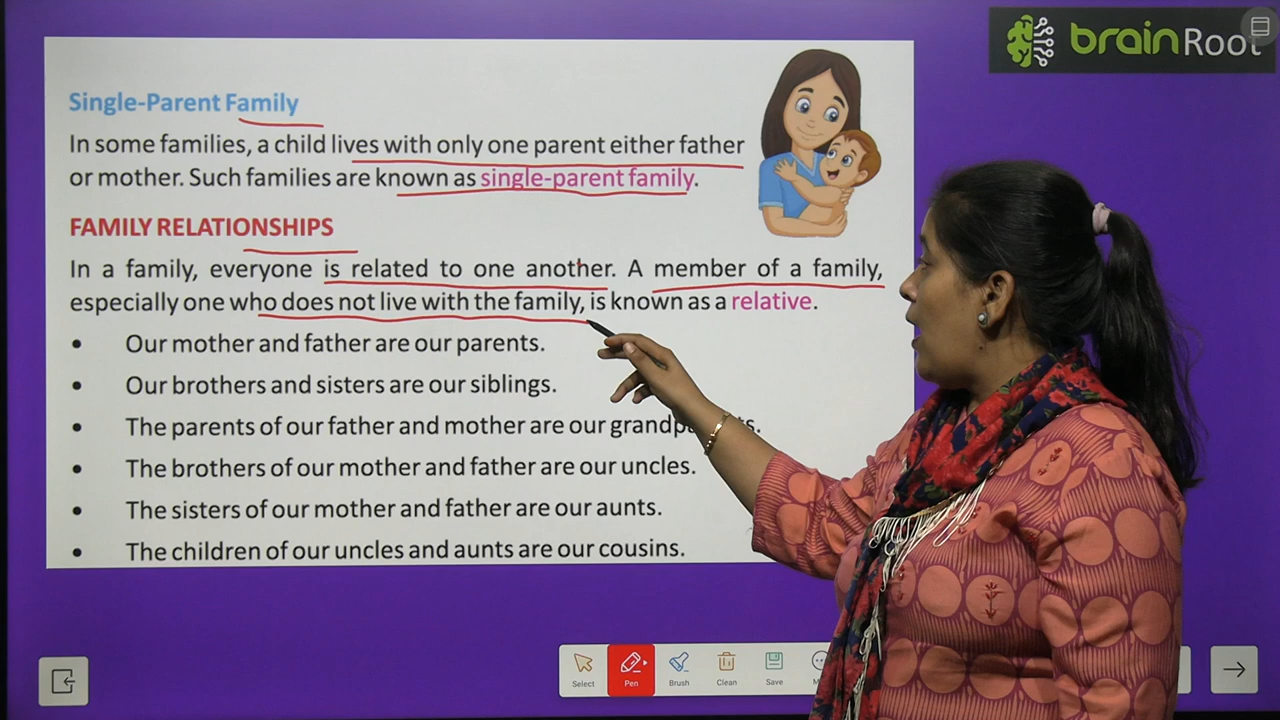 brainRoot
Single-Parent Family
In some families, a child lives with only one parent either father
or mother. Such families are known as single-parent family.
FAMILY RELATIONSHIPS
In a family, everyone is related to one another. A member of a family,
especially one who does not live with the family, is known as a relative.
• Our mother and father are our parents.
• Our brothers and sisters are our siblings.
• The parents of our father and mother are our
• The brothers of our mother and father are our uncles.
• The sisters of our mother and father are our aunts.
• The children of our uncles and aunts are our cousins.
Select Pen Brush Clean Save